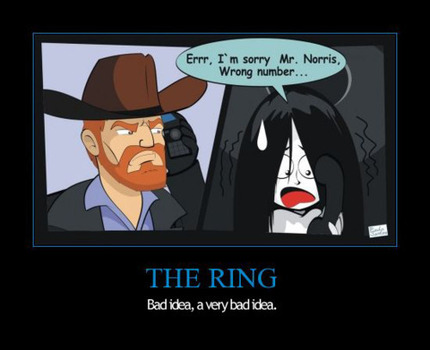 Errr, I`m sorry  Mr. Norris,
Wrong number...
THE RING
Bad idea, a very bad idea.